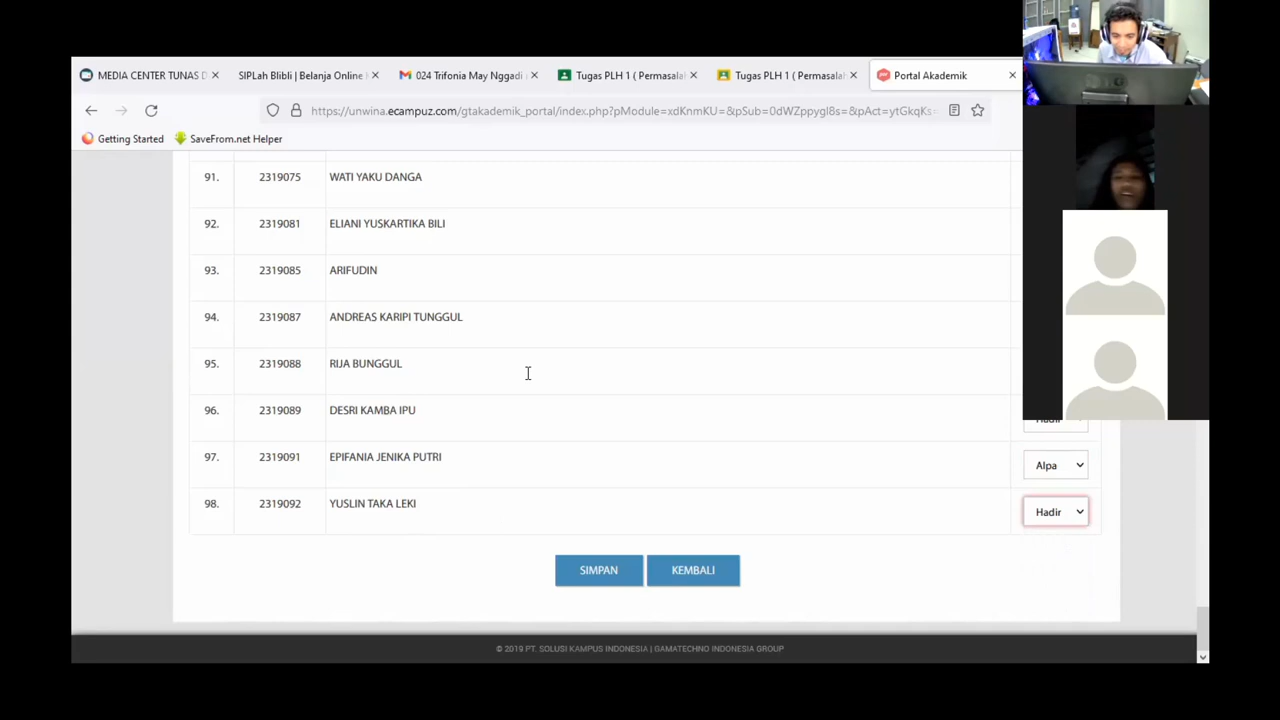 MEDIA CENTER TUNAS D
SIPLah Blibli | Belanja Online
024 Trifonia May Nggadi
Tugas PLH 1 ( Permasalah
Tugas PLH 1 ( Permasalah
Portal Akademik
https://unwina.ecampuz.com/gtakademik_portal/index.php?pModule=xdKnmKU=&pSub=0dWZppygl8s=&pAct=ytGkqKs=
Getting Started
SaveFrom.net Helper
91. 2319075 WATI YAKU DANGA
92. 2319081 ELIANI YUSKARTIKA BILI
93. 2319085 ARIFUDIN
94. 2319087 ANDREAS KARIPI TUNGGUL
95. 2319088 RIJA BUNGGUL
96. 2319089 DESRI KAMBA IPU Hadir
97. 2319091 EPIFANIA JENIKA PUTRI Alpa
98. 2319092 YUSLIN TAKA LEKI Hadir
SIMPAN KEMBALI
© 2019 PT. SOLUSI KAMPUS INDONESIA | GAMATECHNO INDONESIA GROUP